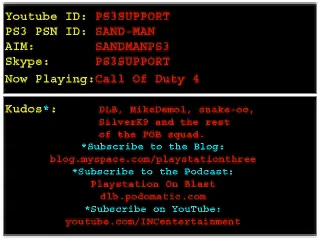 Youtube ID: PS3SUPPORT
PS3 PSN ID: SAND-MAN
AIM: SANDMANPS3
Skype: PS3SUPPORT
Now Playing:Call Of Duty 4
Kudos*: DLB, MikeDemo1, snake-oc,
SilverK9 and the rest
of the POB squad.
*Subscribe to the Blog:
blog.myspace.com/playstationthree
*Subscribe to the Podcast:
Playstation On Blast
dlb.podomatic.com
*Subscribe on YouTube:
youtube.com/INCentertainment